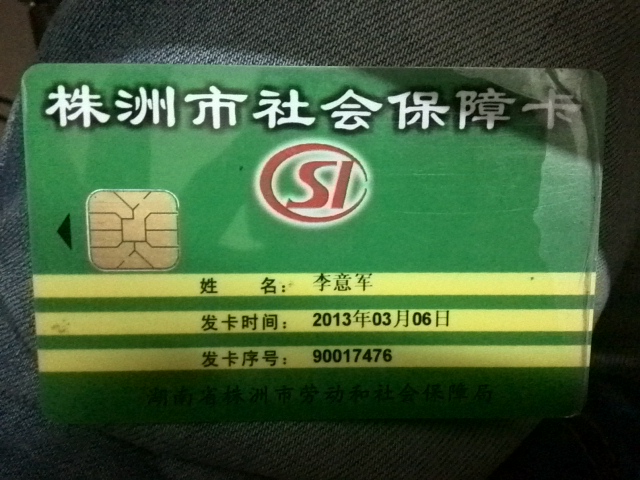 株洲市社会保障卡
SI
姓 名: 李意军
发卡时间: 2013年03月06日
发卡序号: 90017476
湖南省株洲市劳动和社会保障局